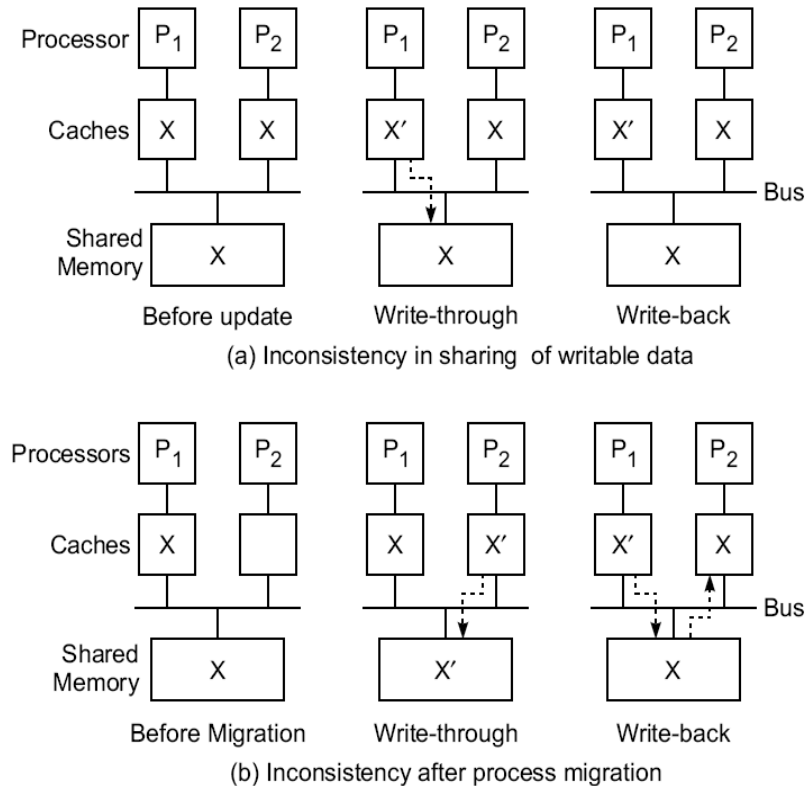 Processor P₁ P₂ P₁ P₂ P₁ P₂
Caches X X X′ X X′ X
Bus
Shared
Memory X X X
Before update Write-through Write-back
(a) Inconsistency in sharing of writable data
Processors P₁ P₂ P₁ P₂ P₁ P₂
Caches X X X′ X′ X
Bus
Shared
Memory X X′ X
Before Migration Write-through Write-back
(b) Inconsistency after process migration